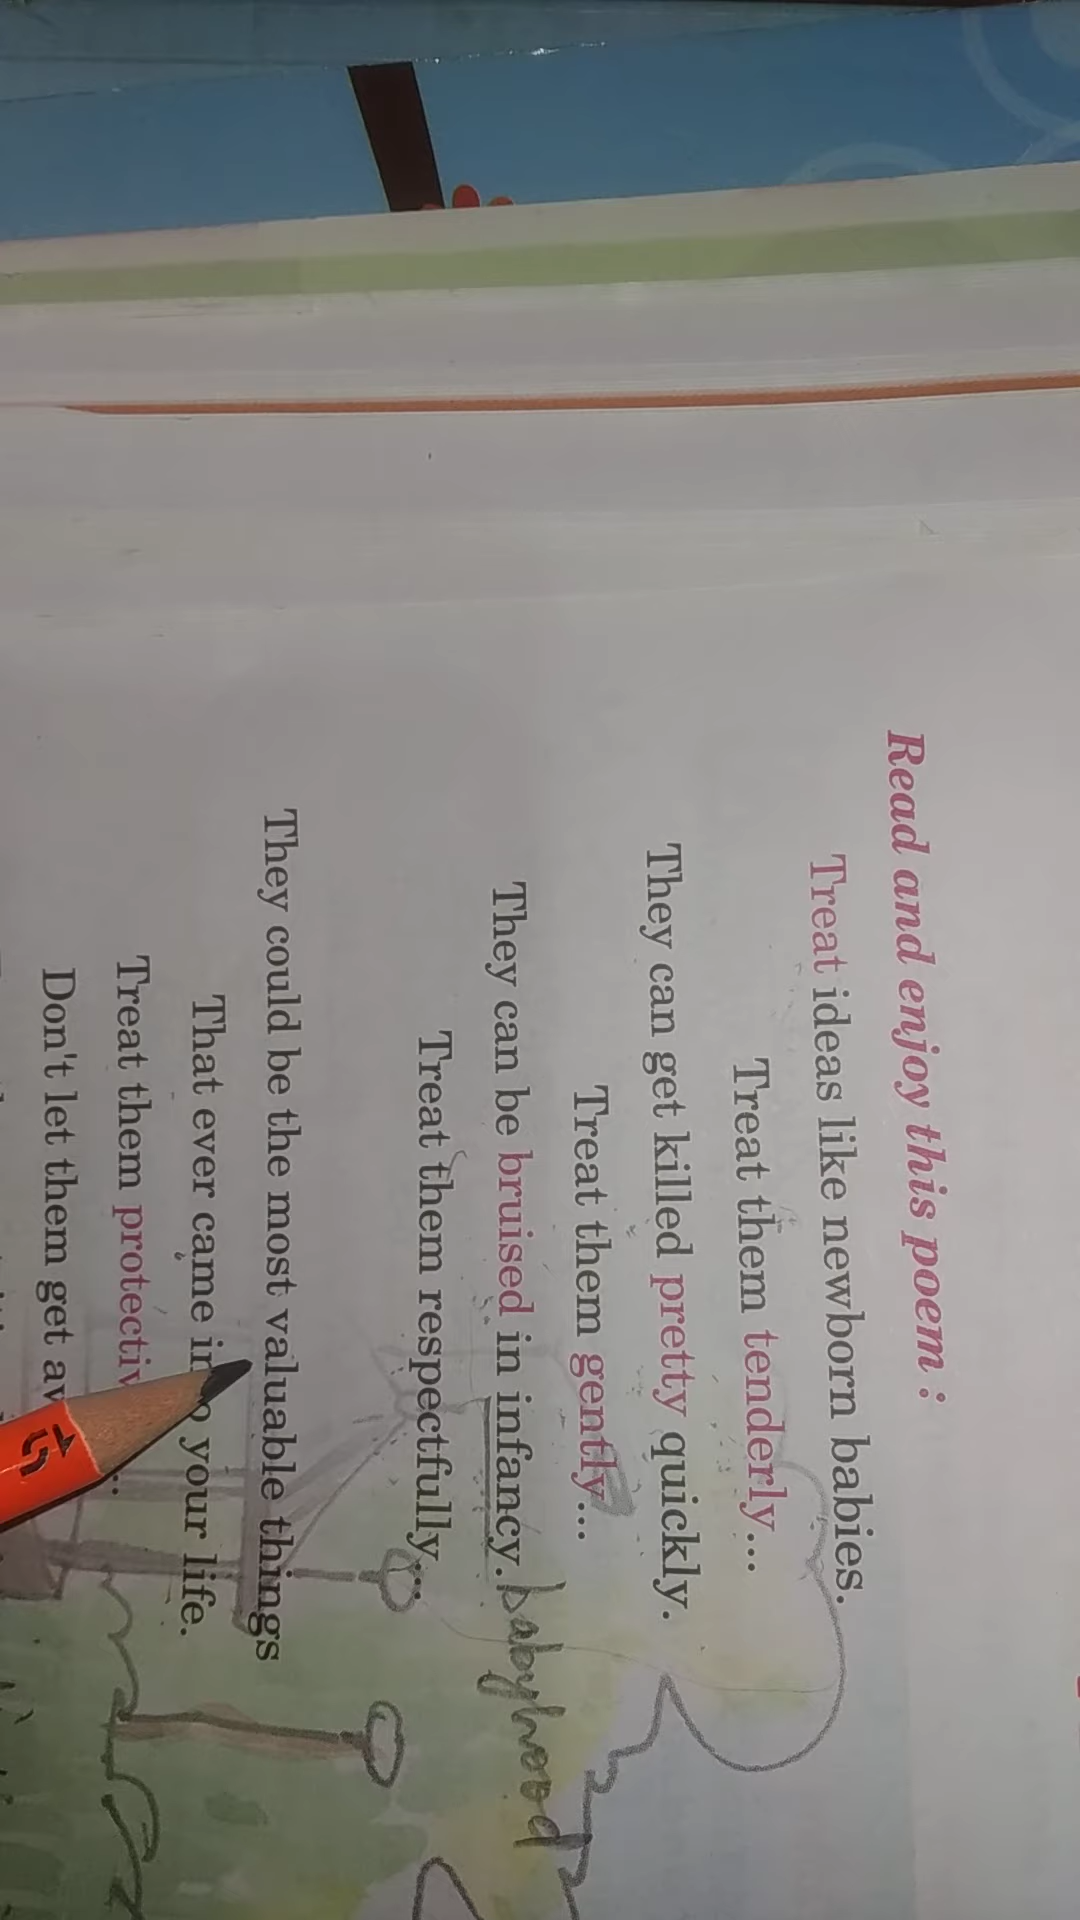 Read and enjoy this poem :
Treat ideas like newborn babies.
Treat them tenderly...
They can get killed pretty quickly.
Treat them gently...
They can be bruised in infancy. babyhood
Treat them respectfully...
They could be the most valuable things
That ever came into your life.
Treat them
Don't let them get